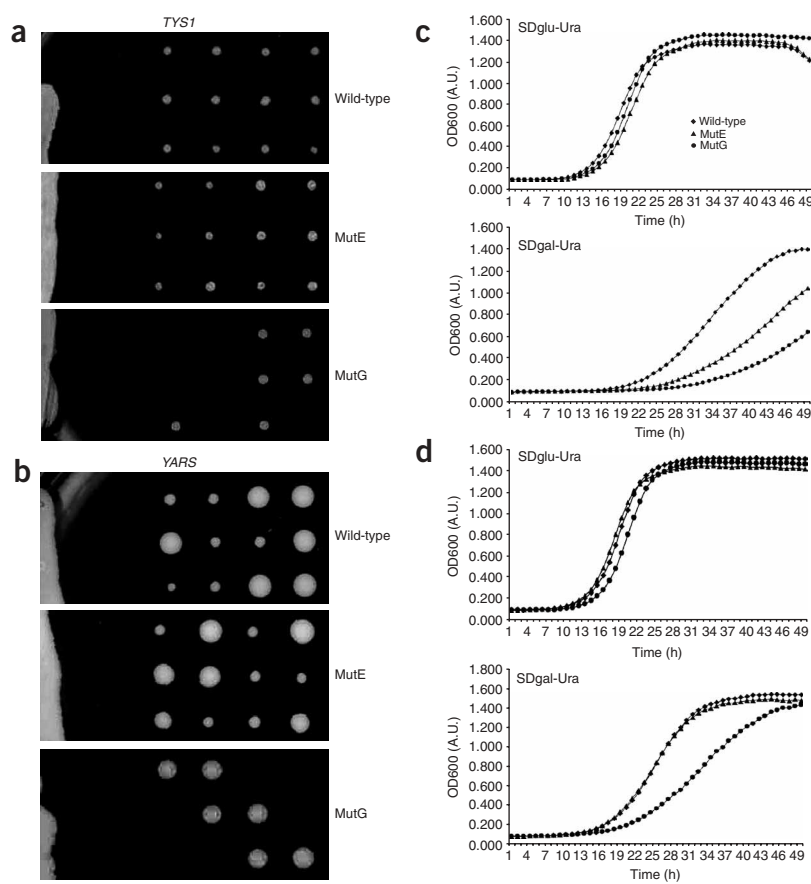 a
TYS1
Wild-type
MutE
MutG
b
YARS
Wild-type
MutE
MutG
c
SDglu-Ura
OD600 (A.U.)
1.600
1.400
1.200
1.000
0.800
0.600
0.400
0.200
0.000
Wild-type
MutE
MutG
1 4 7 10 13 16 19 22 25 28 31 34 37 40 43 46 49
Time (h)
SDgal-Ura
OD600 (A.U.)
1.600
1.400
1.200
1.000
0.800
0.600
0.400
0.200
0.000
1 4 7 10 13 16 19 22 25 28 31 34 37 40 43 46 49
Time (h)
d
SDglu-Ura
OD600 (A.U.)
1.600
1.400
1.200
1.000
0.800
0.600
0.400
0.200
0.000
1 4 7 10 13 16 19 22 25 28 31 34 37 40 43 46 49
Time (h)
SDgal-Ura
OD600 (A.U.)
1.800
1.600
1.400
1.200
1.000
0.800
0.600
0.400
0.200
0.000
1 4 7 10 13 16 19 22 25 28 31 34 37 40 43 46 49
Time (h)